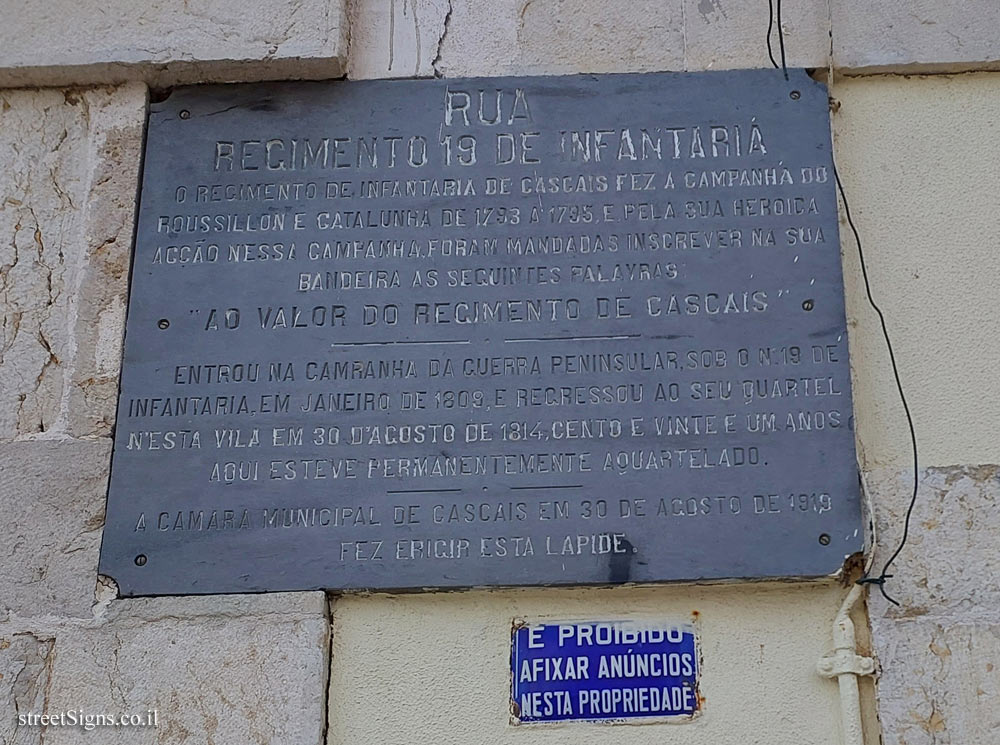 RUA
REGIMENTO 19 DE INFANTARIA
O REGIMENTO DE INFANTARIA DE CASCAIS FEZ A CAMPANHA DO
ROUSSILLON E CATALUNHA DE 1793 A 1795, E, PELA SUA HEROICA
ACÇÃO NESSA CAMPANHA, FORAM MANDADAS INSCREVER NA SUA
BANDEIRA AS SEGUINTES PALAVRAS:
"AO VALOR DO REGIMENTO DE CASCAIS"
ENTROU NA CAMPANHA DA GUERRA PENINSULAR, SOB O Nº 19 DE
INFANTARIA, EM JANEIRO DE 1809, E REGRESSOU AO SEU QUARTEL
N'ESTA VILA EM 30 D'AGOSTO DE 1814, CENTO E VINTE E UM ANOS
AQUI ESTEVE PERMANENTEMENTE AQUARTELADO.
A CAMARA MUNICIPAL DE CASCAIS EM 30 DE AGOSTO DE 1919
FEZ ERIGIR ESTA LAPIDE.
É PROIBIDO
AFIXAR ANÚNCIOS
NESTA PROPRIEDADE
streetSigns.co.il